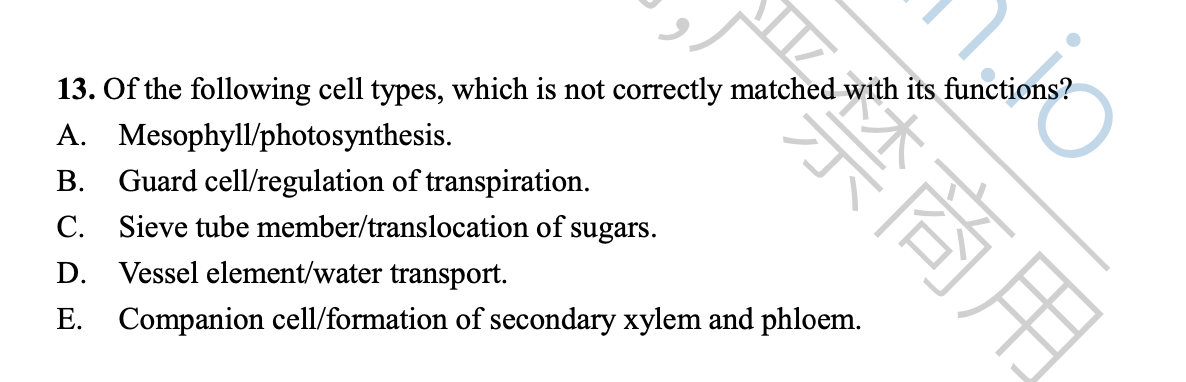 13. Of the following cell types, which is not correctly matched with its functions?
A. Mesophyll/photosynthesis.
B. Guard cell/regulation of transpiration.
C. Sieve tube member/translocation of sugars.
D. Vessel element/water transport.
E. Companion cell/formation of secondary xylem and phloem.
严禁商用
n.io